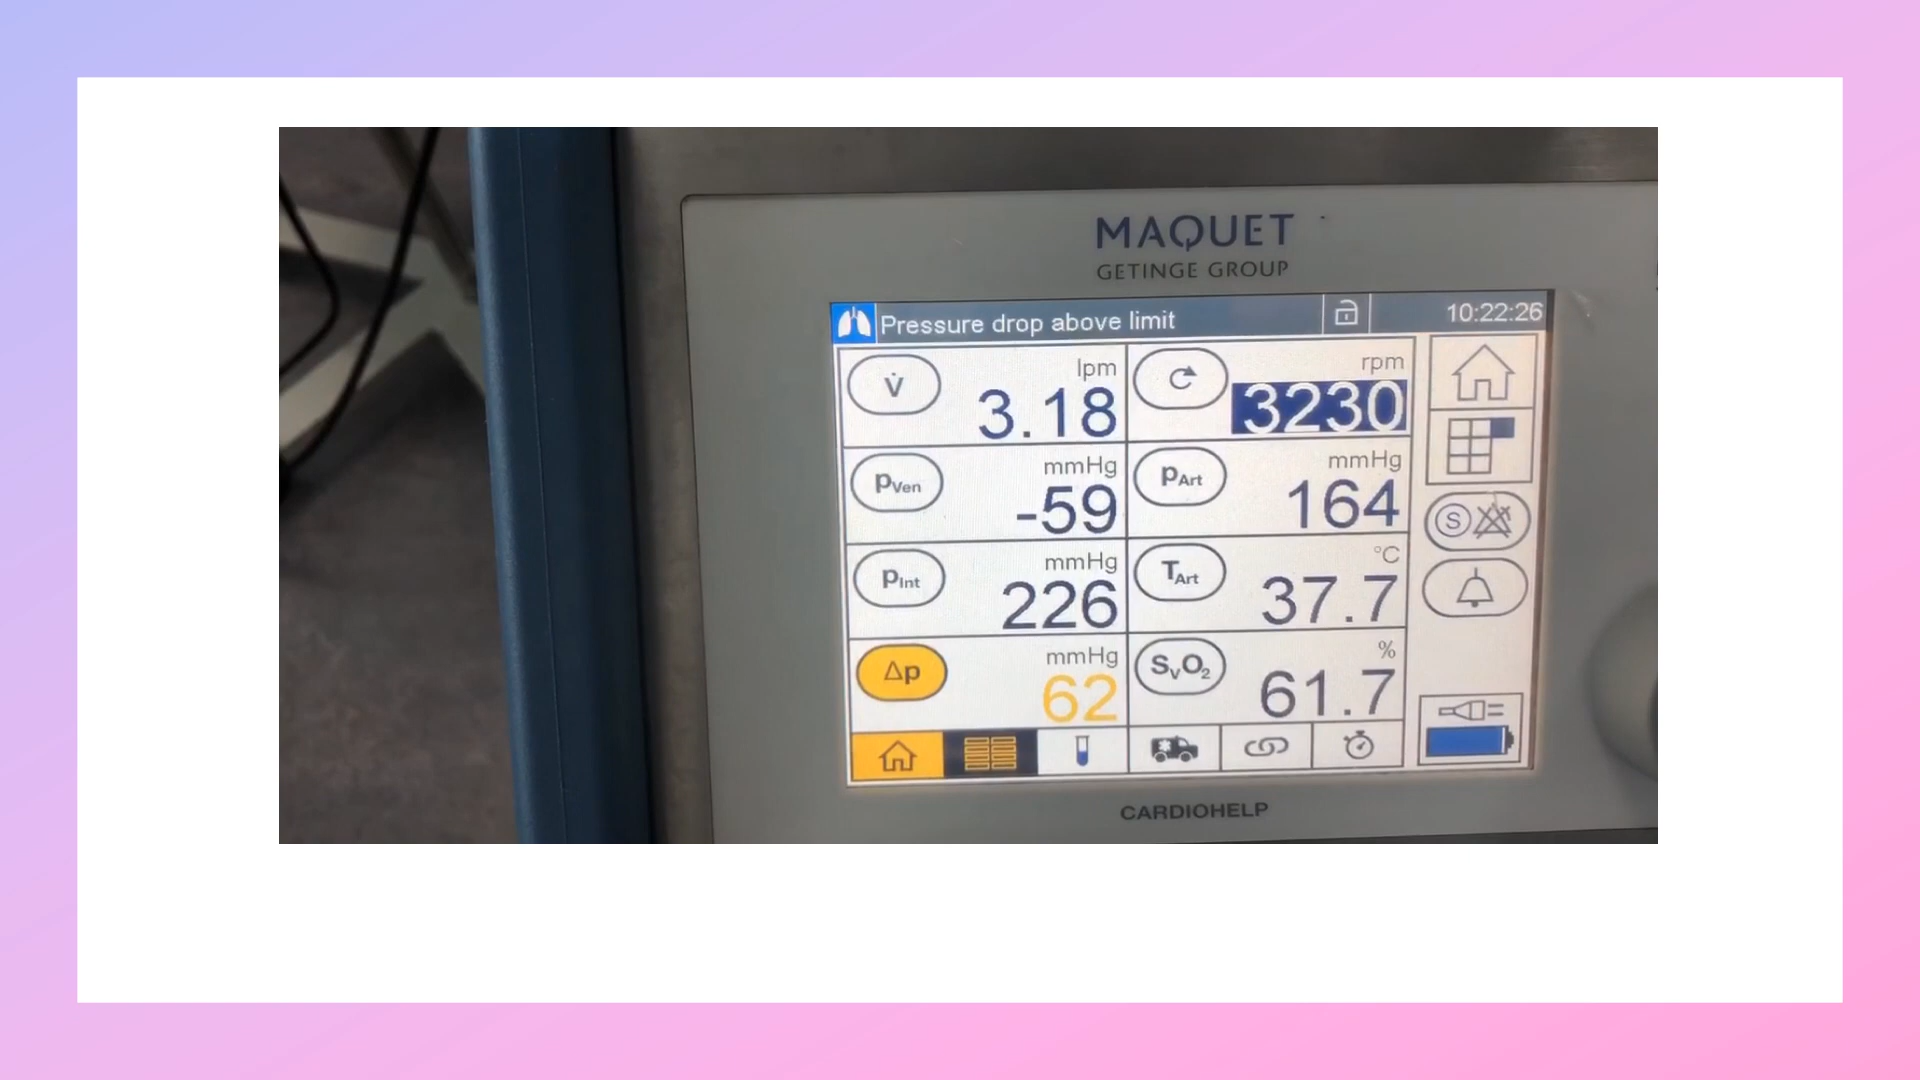 MAQUET
GETINGE GROUP
Pressure drop above limit 10:22:26
V̇ lpm 3.18
rpm 3230
pVen mmHg -59
pArt mmHg 164
pInt mmHg 226
TArt °C 37.7
Δp mmHg 62
SvO2 % 61.7
S
CARDIOHELP